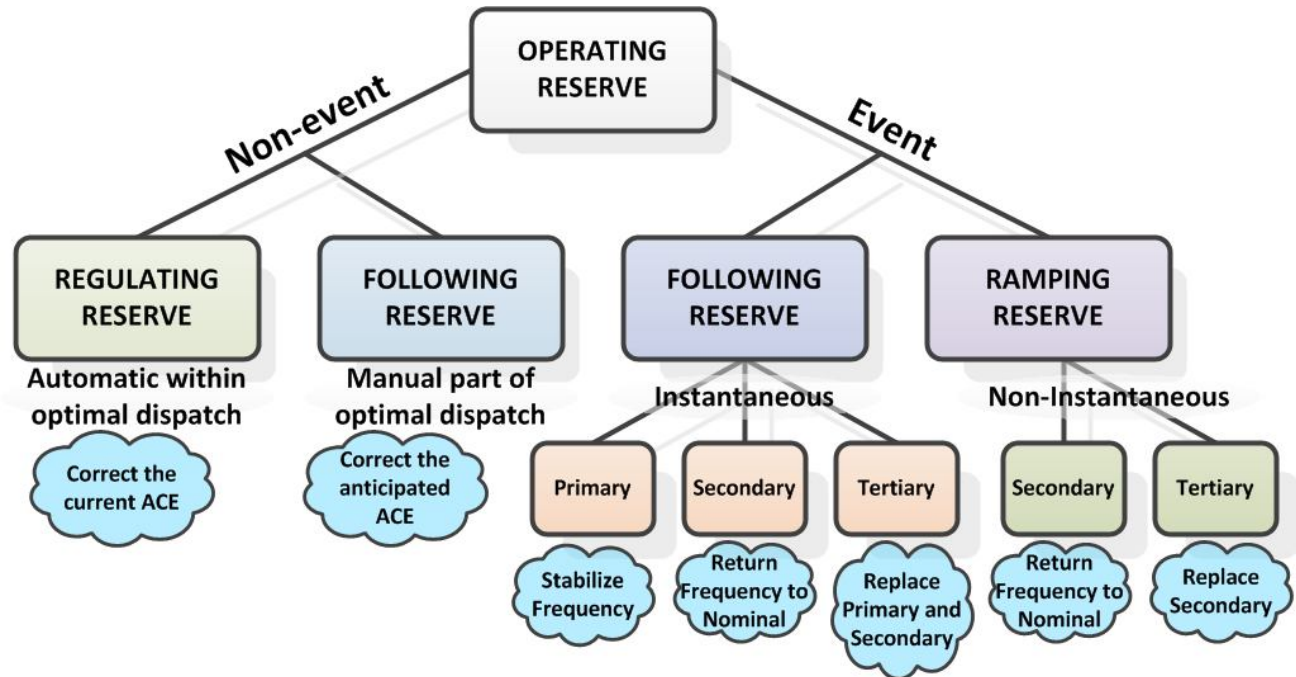 OPERATING
RESERVE
Non-event
Event
REGULATING
RESERVE
FOLLOWING
RESERVE
FOLLOWING
RESERVE
RAMPING
RESERVE
Automatic within
optimal dispatch
Manual part of
optimal dispatch
Instantaneous
Non-Instantaneous
Correct the
current ACE
Correct the
anticipated
ACE
Primary
Secondary
Tertiary
Secondary
Tertiary
Stabilize
Frequency
Return
Frequency to
Nominal
Replace
Primary and
Secondary
Return
Frequency to
Nominal
Replace
Secondary